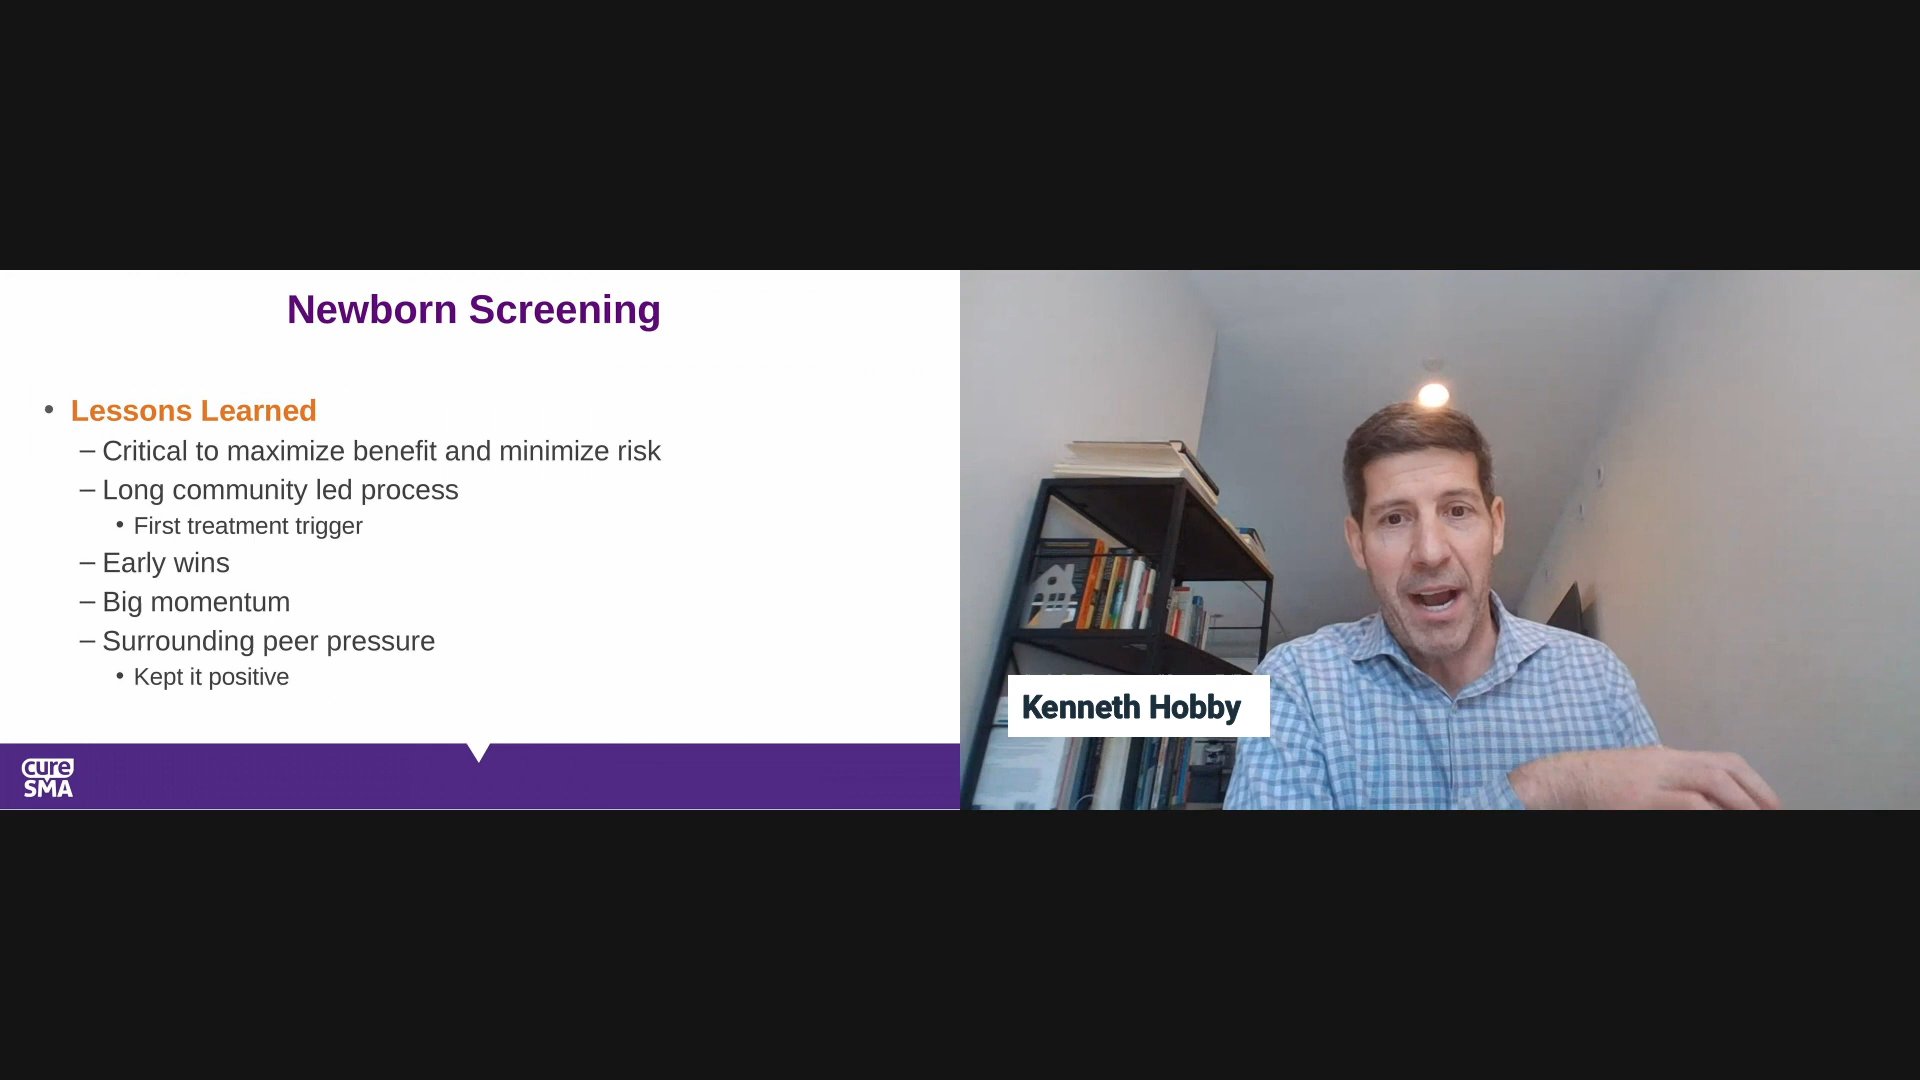 Newborn Screening
• Lessons Learned
– Critical to maximize benefit and minimize risk
– Long community led process
• First treatment trigger
– Early wins
– Big momentum
– Surrounding peer pressure
• Kept it positive
cure
SMA
Kenneth Hobby